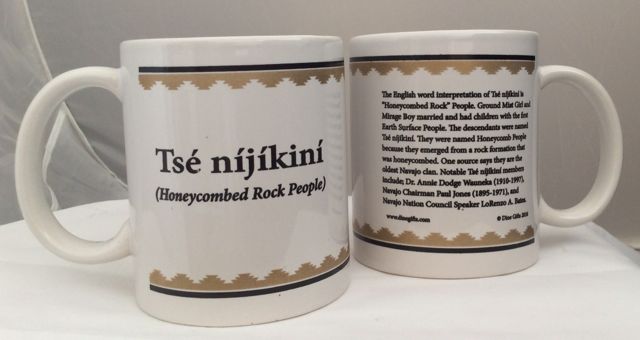 Tsé níjíkiní
(Honeycombed Rock People)
The English word interpretation of Tsé níjíkiní is
"Honeycombed Rock" People. Ground Mist Girl and
Mirage Boy married and had children with the first
Earth Surface People. The descendants were named
Tsé níjíkiní. They were named Honeycomb People
because they emerged from a rock formation that
was honeycombed. One source says they are the
oldest Navajo clan. Notable Tsé níjíkiní members
include; Dr. Annie Dodge Wauneka (1910-1997),
Navajo Chairman Paul Jones (1895-1971), and
Navajo Nation Council Speaker LoRenzo A. Bates.
www.dinegifts.com © Dine Gifts